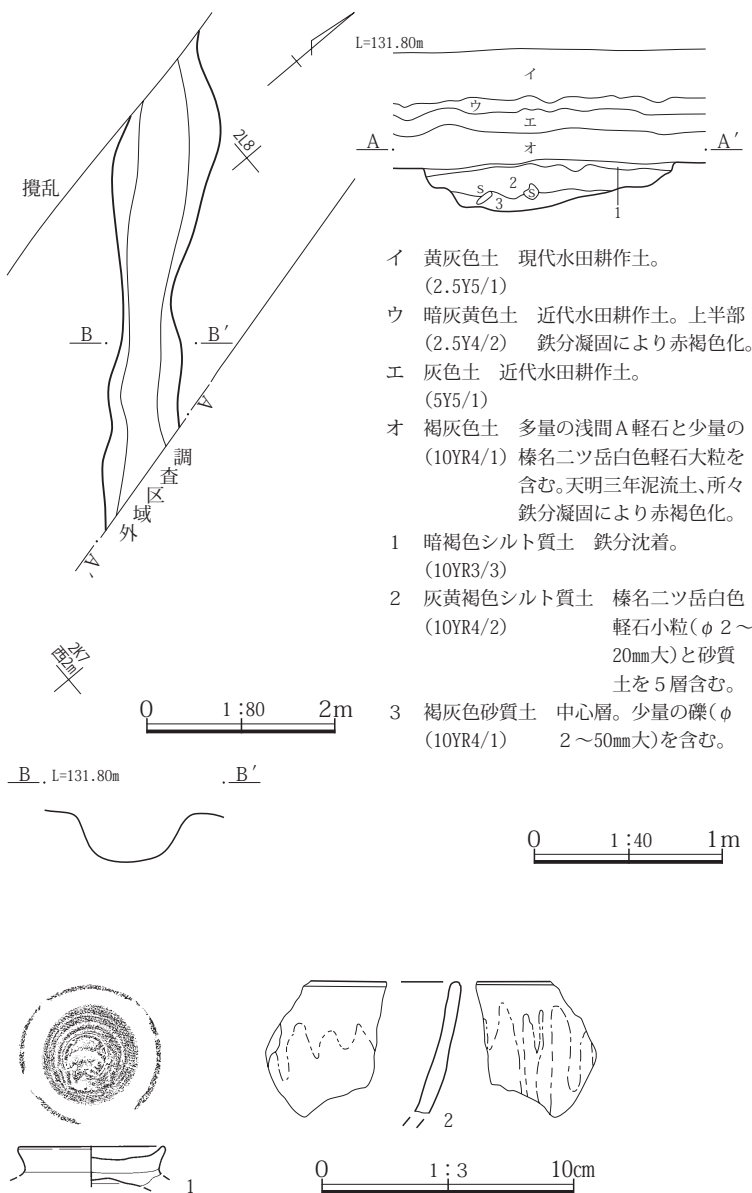 L=131.80m
イ
ウ
エ
オ
A A′
2
S S
3
1
2L8
攪乱
B B′
A
調査区域外
A′
2K7
西2m
0 1:80 2m
イ 黄灰色土 現代水田耕作土。
(2.5Y5/1)
ウ 暗灰黄色土 近代水田耕作土。上半部
(2.5Y4/2) 鉄分凝固により赤褐色化。
エ 灰色土 近代水田耕作土。
(5Y5/1)
オ 褐灰色土 多量の浅間A軽石と少量の
(10YR4/1) 榛名二ツ岳白色軽石大粒を
含む。天明三年泥流土、所々
鉄分凝固により赤褐色化。
1 暗褐色シルト質土 鉄分沈着。
(10YR3/3)
2 灰黄褐色シルト質土 榛名二ツ岳白色
(10YR4/2) 軽石小粒(φ2～
20㎜大)と砂質
土を5層含む。
3 褐灰色砂質土 中心層。少量の礫(φ
(10YR4/1) 2～50㎜大)を含む。
B L=131.80m B′
0 1:40 1m
1
2
0 1:3 10cm